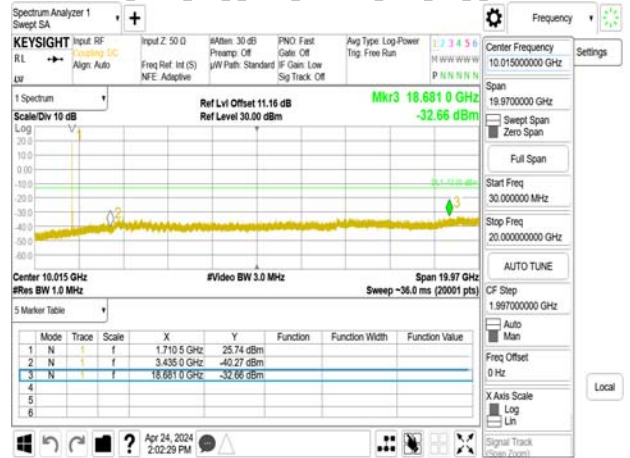 Spectrum Analyzer 1
Swept SA
Frequency
Settings
KEYSIGHT
RL
Input: RF
Coupling: DC
Align: Auto
Input Z: 50 Ω
Freq Ref: Int (S)
NFE: Adaptive
#Atten: 30 dB
Preamp: Off
µW Path: Standard
PNO: Fast
Gate: Off
IF Gain: Low
Sig Track: Off
Avg Type: Log-Power
Trig: Free Run
1 2 3 4 5 6
M W W W W W
P N N N N N
1 Spectrum
Scale/Div 10 dB
Log
Ref Lvl Offset 11.16 dB
Ref Level 30.00 dBm
Mkr3 18.681 0 GHz
-32.66 dBm
1
20.0
10.0
0.00
-10.0
-20.0
-30.0
-40.0
-50.0
-60.0
2
3
Center 10.015 GHz
#Res BW 1.0 MHz
#Video BW 3.0 MHz
Span 19.97 GHz
Sweep ~36.0 ms (20001 pts)
5 Marker Table
Mode Trace Scale X Y Function Function Width Function Value
1 N 1 f 1.710 5 GHz 25.74 dBm
2 N 1 f 3.435 0 GHz -40.27 dBm
3 N 1 f 18.681 0 GHz -32.66 dBm
4
5
6
Center Frequency
10.015000000 GHz
Span
19.9700000 GHz
Swept Span
Zero Span
Full Span
Start Freq
30.000000 MHz
Stop Freq
20.000000000 GHz
AUTO TUNE
CF Step
1.997000000 GHz
Auto
Man
Freq Offset
0 Hz
X Axis Scale
Log
Lin
Signal Track
(Span Zoom)
Local
?
Apr 24, 2024
2:02:29 PM